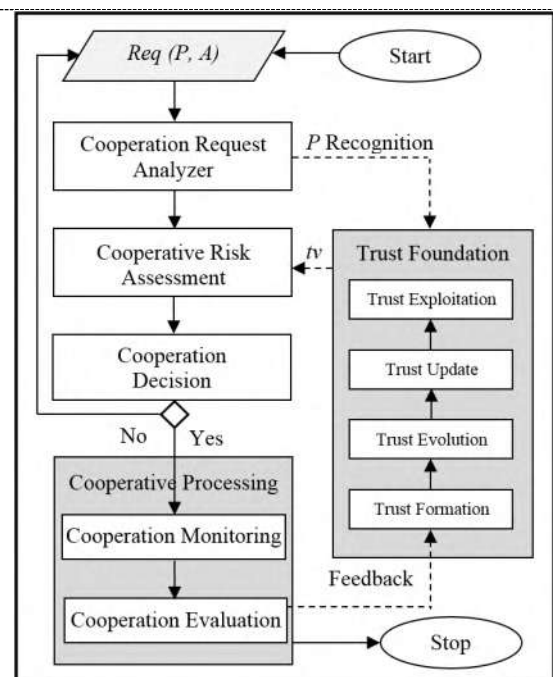 Req (P, A)
Start
Cooperation Request
Analyzer
P Recognition
Cooperative Risk
Assessment
tv
Trust Foundation
Trust Exploitation
Cooperation
Decision
Trust Update
No
Yes
Trust Evolution
Cooperative Processing
Trust Formation
Cooperation Monitoring
Feedback
Cooperation Evaluation
Stop